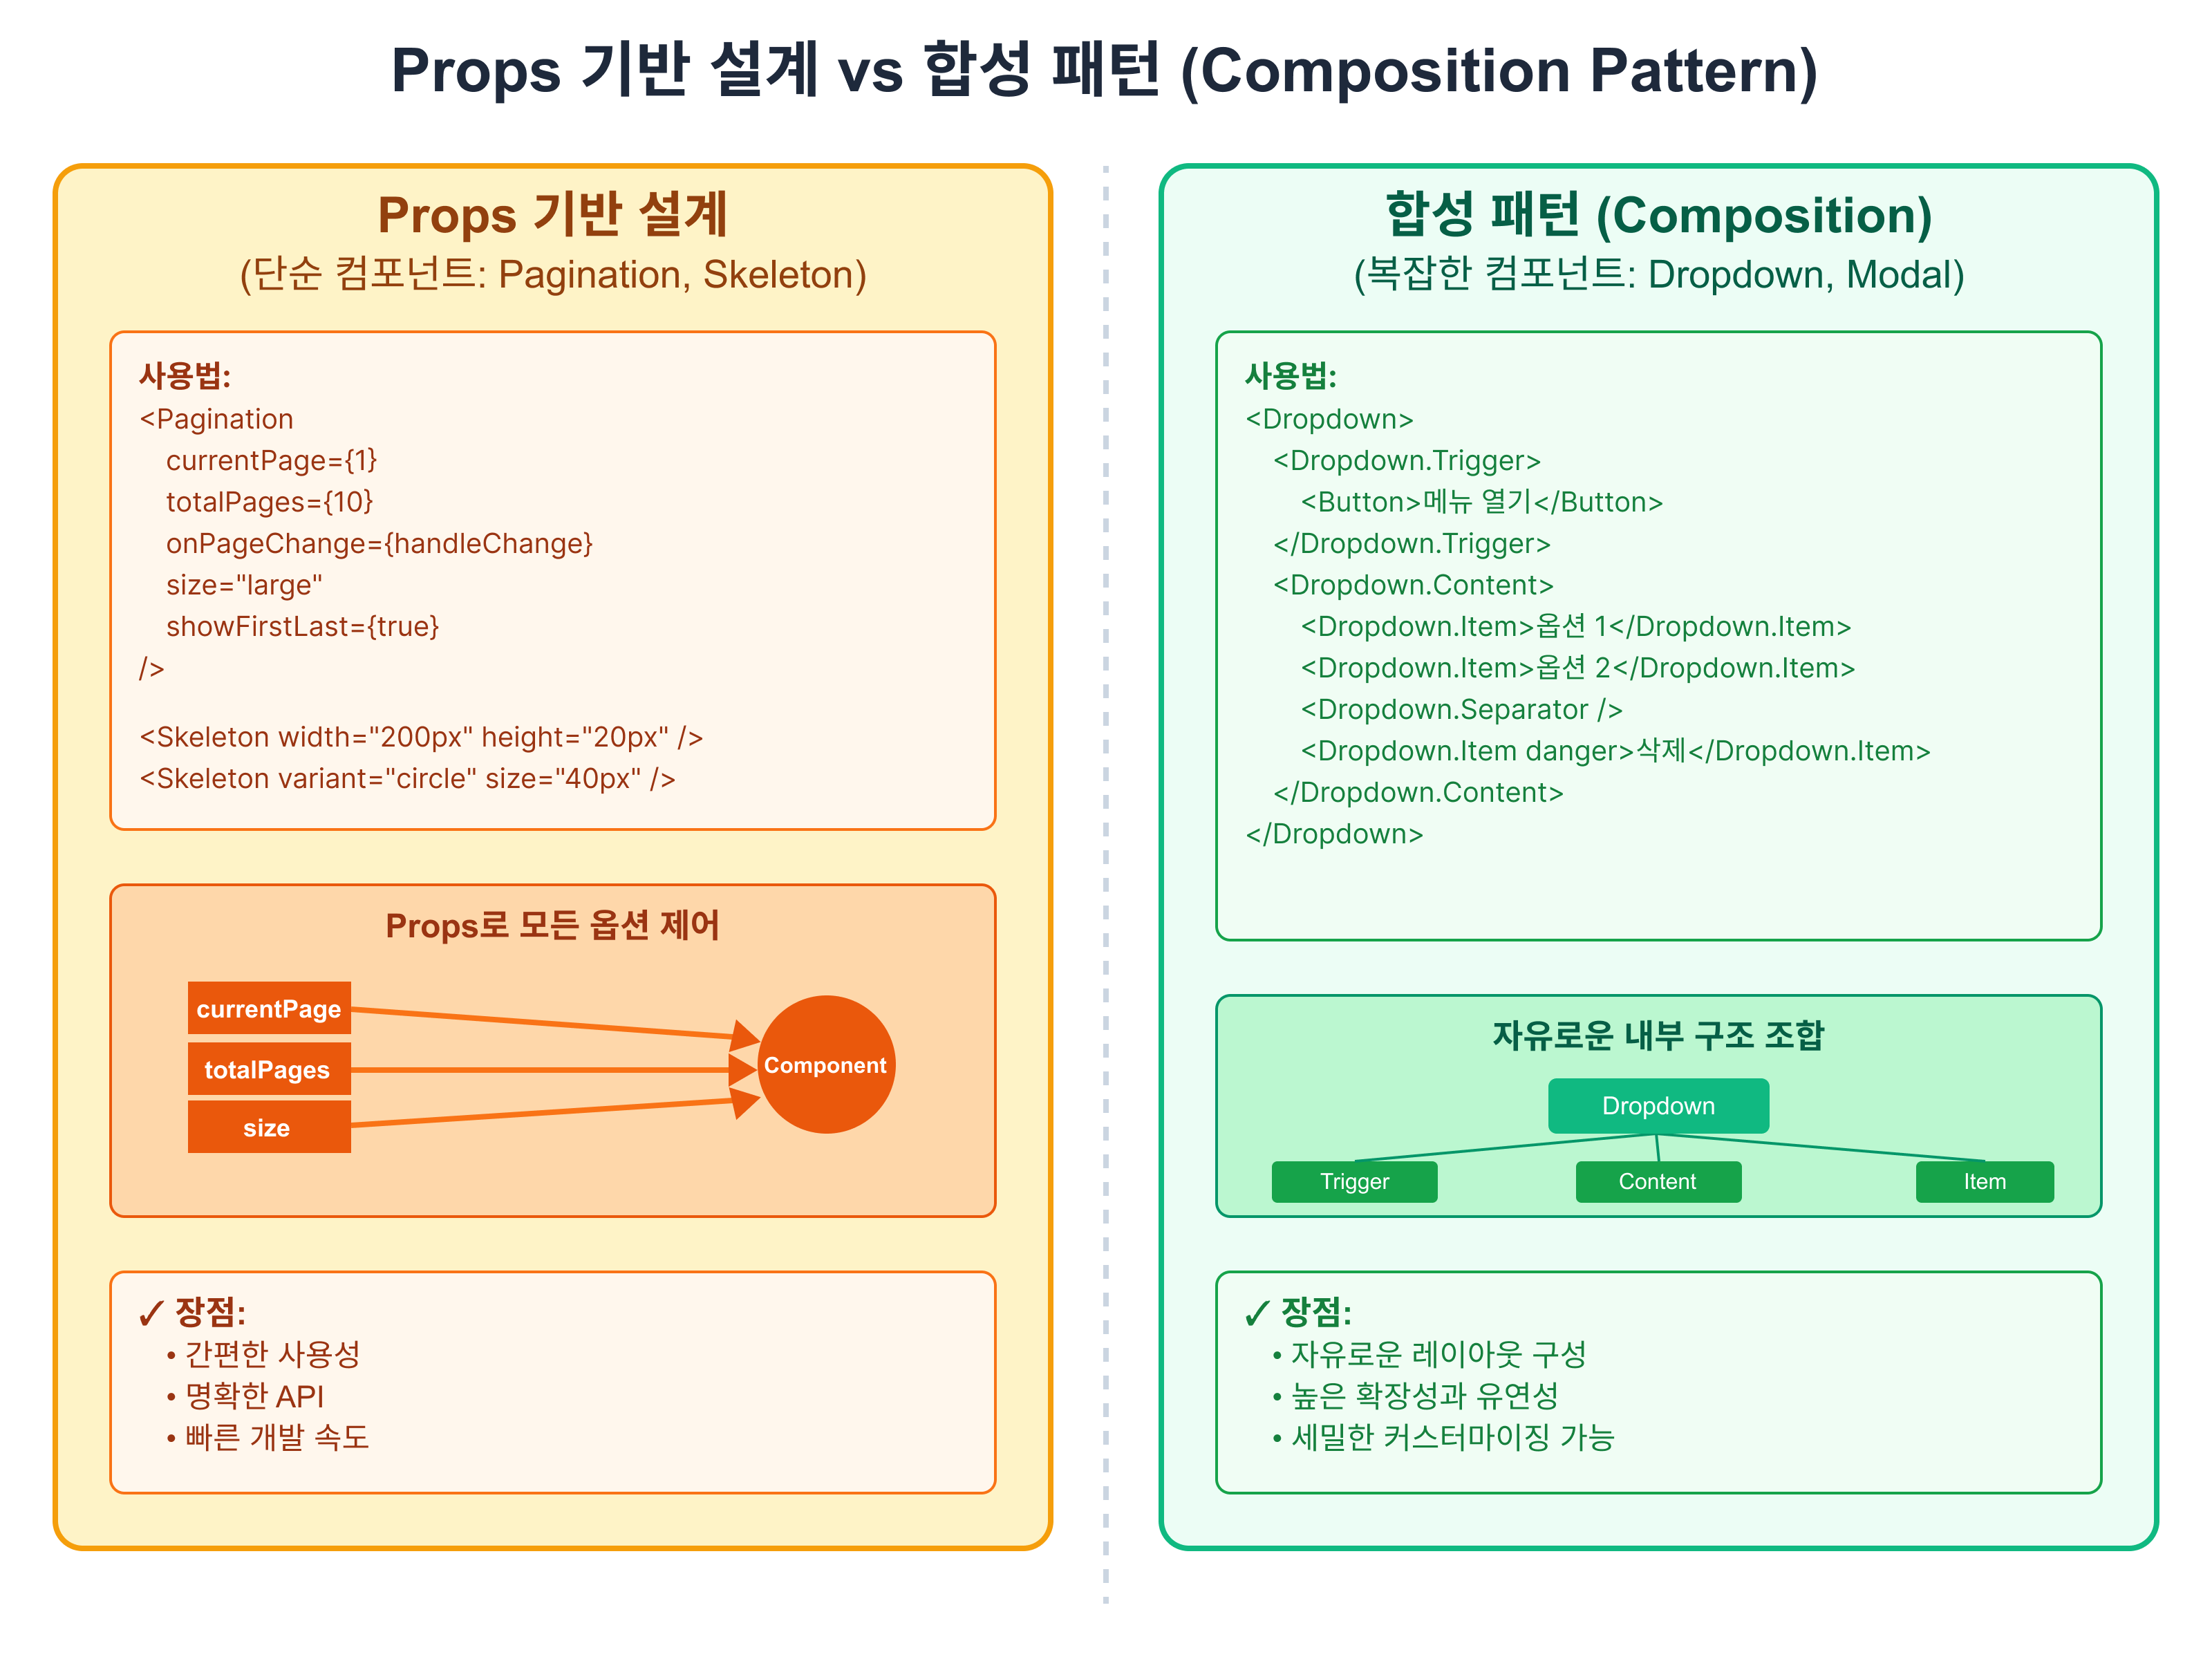 Props 기반 설계 vs 합성 패턴 (Composition Pattern)
Props 기반 설계
(단순 컴포넌트: Pagination, Skeleton)
사용법:
<Pagination
currentPage={1}
totalPages={10}
onPageChange={handleChange}
size="large"
showFirstLast={true}
/>
<Skeleton width="200px" height="20px" />
<Skeleton variant="circle" size="40px" />
Props로 모든 옵션 제어
currentPage
totalPages
size
Component
✓ 장점:
• 간편한 사용성
• 명확한 API
• 빠른 개발 속도
합성 패턴 (Composition)
(복잡한 컴포넌트: Dropdown, Modal)
사용법:
<Dropdown>
<Dropdown.Trigger>
<Button>메뉴 열기</Button>
</Dropdown.Trigger>
<Dropdown.Content>
<Dropdown.Item>옵션 1</Dropdown.Item>
<Dropdown.Item>옵션 2</Dropdown.Item>
<Dropdown.Separator />
<Dropdown.Item danger>삭제</Dropdown.Item>
</Dropdown.Content>
</Dropdown>
자유로운 내부 구조 조합
Dropdown
Trigger
Content
Item
✓ 장점:
• 자유로운 레이아웃 구성
• 높은 확장성과 유연성
• 세밀한 커스터마이징 가능